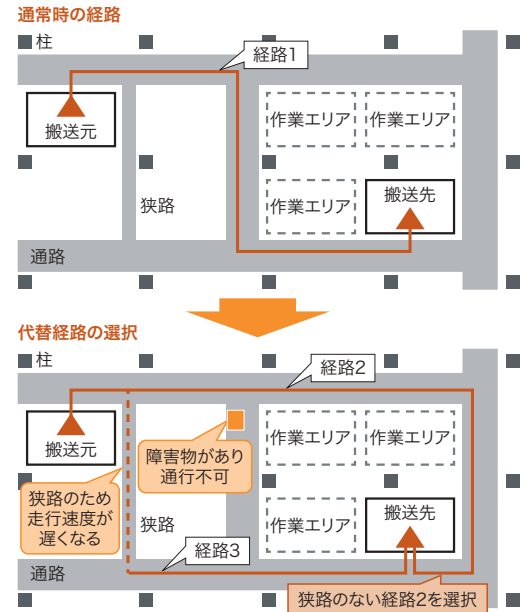 通常時の経路
柱
経路1
搬送元
作業エリア
作業エリア
狭路
作業エリア
搬送先
通路
代替経路の選択
柱
経路2
搬送元
障害物があり
通行不可
作業エリア
作業エリア
狭路のため
走行速度が
遅くなる
狭路
作業エリア
搬送先
経路3
通路
狭路のない経路2を選択